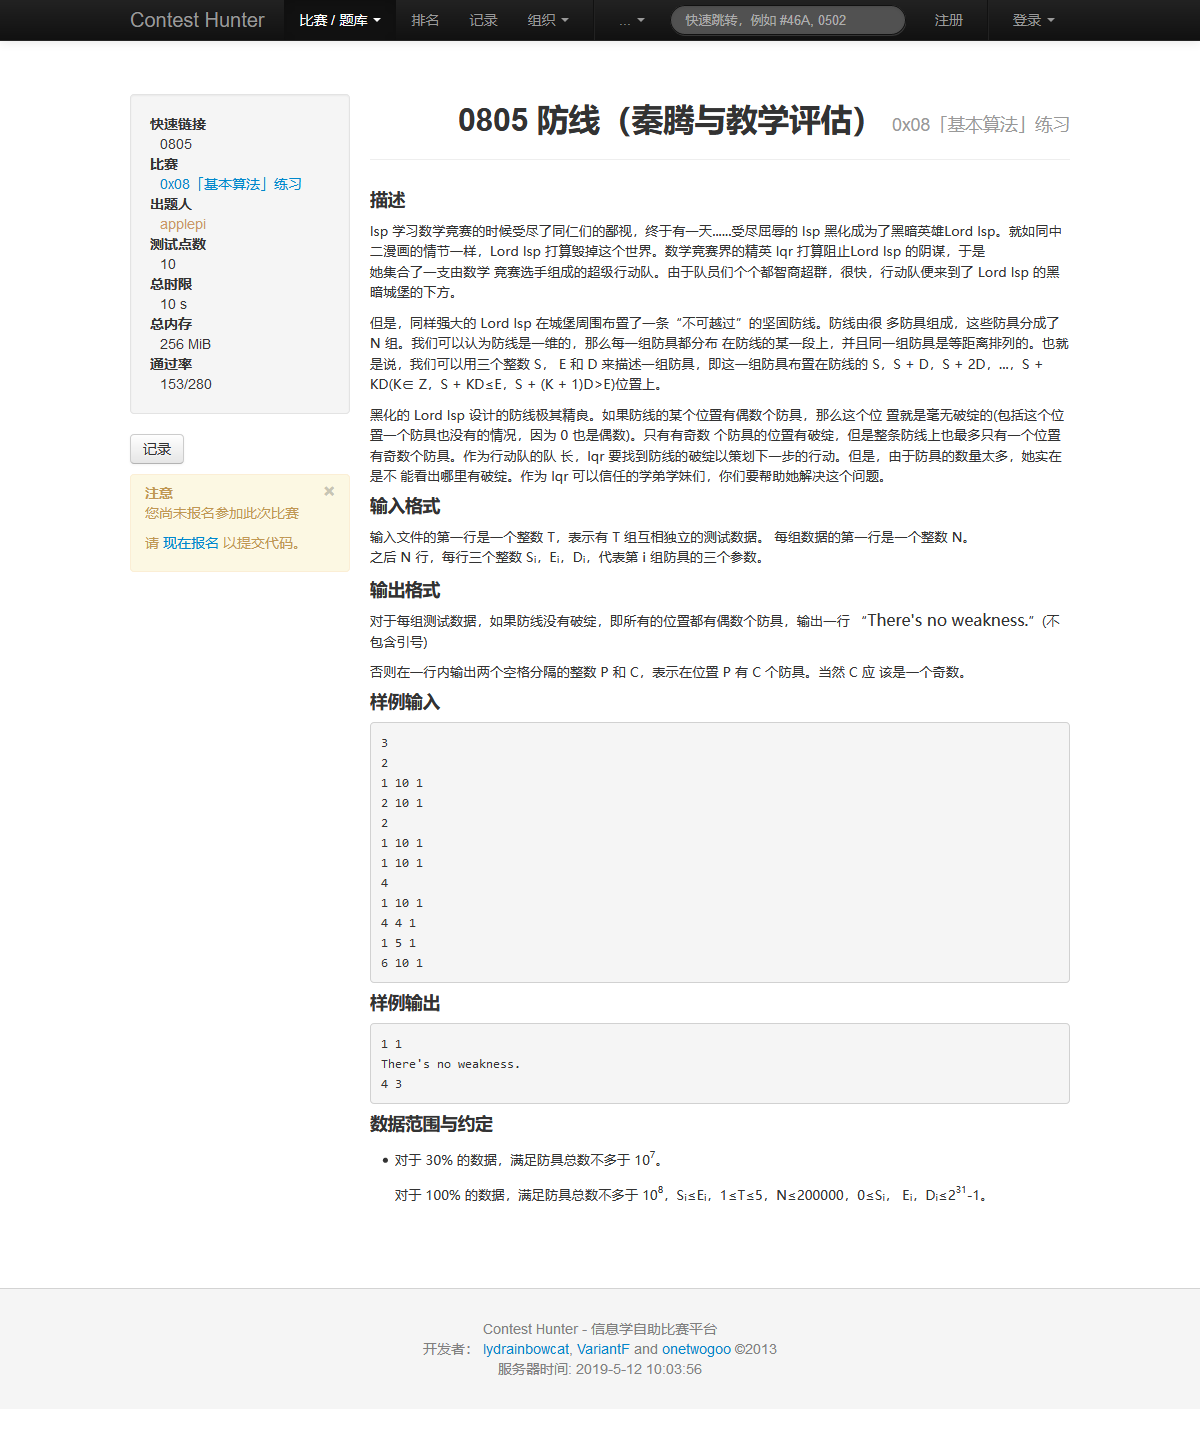 Contest Hunter 比赛 / 题库 排名 记录 组织 ... 快速跳转，例如 #46A, 0502 注册 登录
快速链接
0805
比赛
0x08「基本算法」练习
出题人
applepi
测试点数
10
总时限
10 s
总内存
256 MiB
通过率
153/280
记录
注意 ×
您尚未报名参加此次比赛
请 现在报名 以提交代码。
0805 防线（秦腾与教学评估） 0x08「基本算法」练习
描述
lsp 学习数学竞赛的时候受尽了同仁们的鄙视，终于有一天......受尽屈辱的 lsp 黑化成为了黑暗英雄Lord lsp。就如同中
二漫画的情节一样，Lord lsp 打算毁掉这个世界。数学竞赛界的精英 lqr 打算阻止Lord lsp 的阴谋，于是
她集合了一支由数学 竞赛选手组成的超级行动队。由于队员们个个都智商超群，很快，行动队便来到了 Lord lsp 的黑
暗城堡的下方。
但是，同样强大的 Lord lsp 在城堡周围布置了一条“不可越过”的坚固防线。防线由很 多防具组成，这些防具分成了
N 组。我们可以认为防线是一维的，那么每一组防具都分布 在防线的某一段上，并且同一组防具是等距离排列的。也就
是说，我们可以用三个整数 S， E 和 D 来描述一组防具，即这一组防具布置在防线的 S，S + D，S + 2D，...，S +
KD(K∈ Z，S + KD≤E，S + (K + 1)D>E)位置上。
黑化的 Lord lsp 设计的防线极其精良。如果防线的某个位置有偶数个防具，那么这个位 置就是毫无破绽的(包括这个位
置一个防具也没有的情况，因为 0 也是偶数)。只有有奇数 个防具的位置有破绽，但是整条防线上也最多只有一个位置
有奇数个防具。作为行动队的队 长，lqr 要找到防线的破绽以策划下一步的行动。但是，由于防具的数量太多，她实在
是不 能看出哪里有破绽。作为 lqr 可以信任的学弟学妹们，你们要帮助她解决这个问题。
输入格式
输入文件的第一行是一个整数 T，表示有 T 组互相独立的测试数据。 每组数据的第一行是一个整数 N。
之后 N 行，每行三个整数 Sᵢ，Eᵢ，Dᵢ，代表第 i 组防具的三个参数。
输出格式
对于每组测试数据，如果防线没有破绽，即所有的位置都有偶数个防具，输出一行 “There's no weakness.”(不
包含引号)
否则在一行内输出两个空格分隔的整数 P 和 C，表示在位置 P 有 C 个防具。当然 C 应 该是一个奇数。
样例输入
3
2
1 10 1
2 10 1
2
1 10 1
1 10 1
4
1 10 1
4 4 1
1 5 1
6 10 1
样例输出
1 1
There's no weakness.
4 3
数据范围与约定
• 对于 30% 的数据，满足防具总数不多于 10⁷。
对于 100% 的数据，满足防具总数不多于 10⁸，Sᵢ≤Eᵢ，1≤T≤5，N≤200000，0≤Sᵢ， Eᵢ，Dᵢ≤2³¹-1。
Contest Hunter - 信息学自助比赛平台
开发者： lydrainbowcat, VariantF and onetwogoo ©2013
服务器时间: 2019-5-12 10:03:56